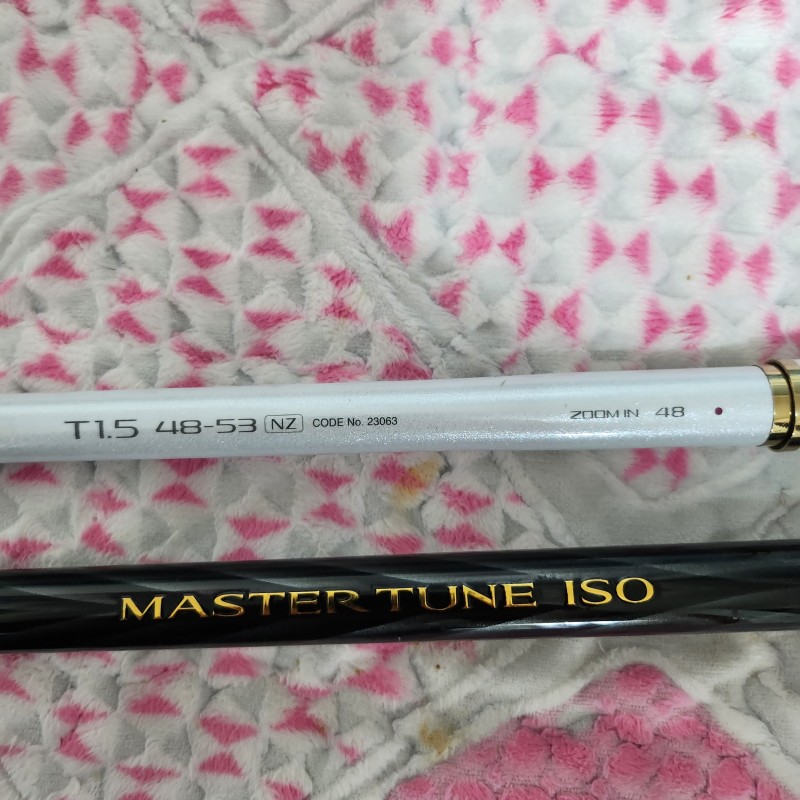 T1.5 48-53 NZ CODE No. 23063 ZOOM IN 48
MASTER TUNE ISO